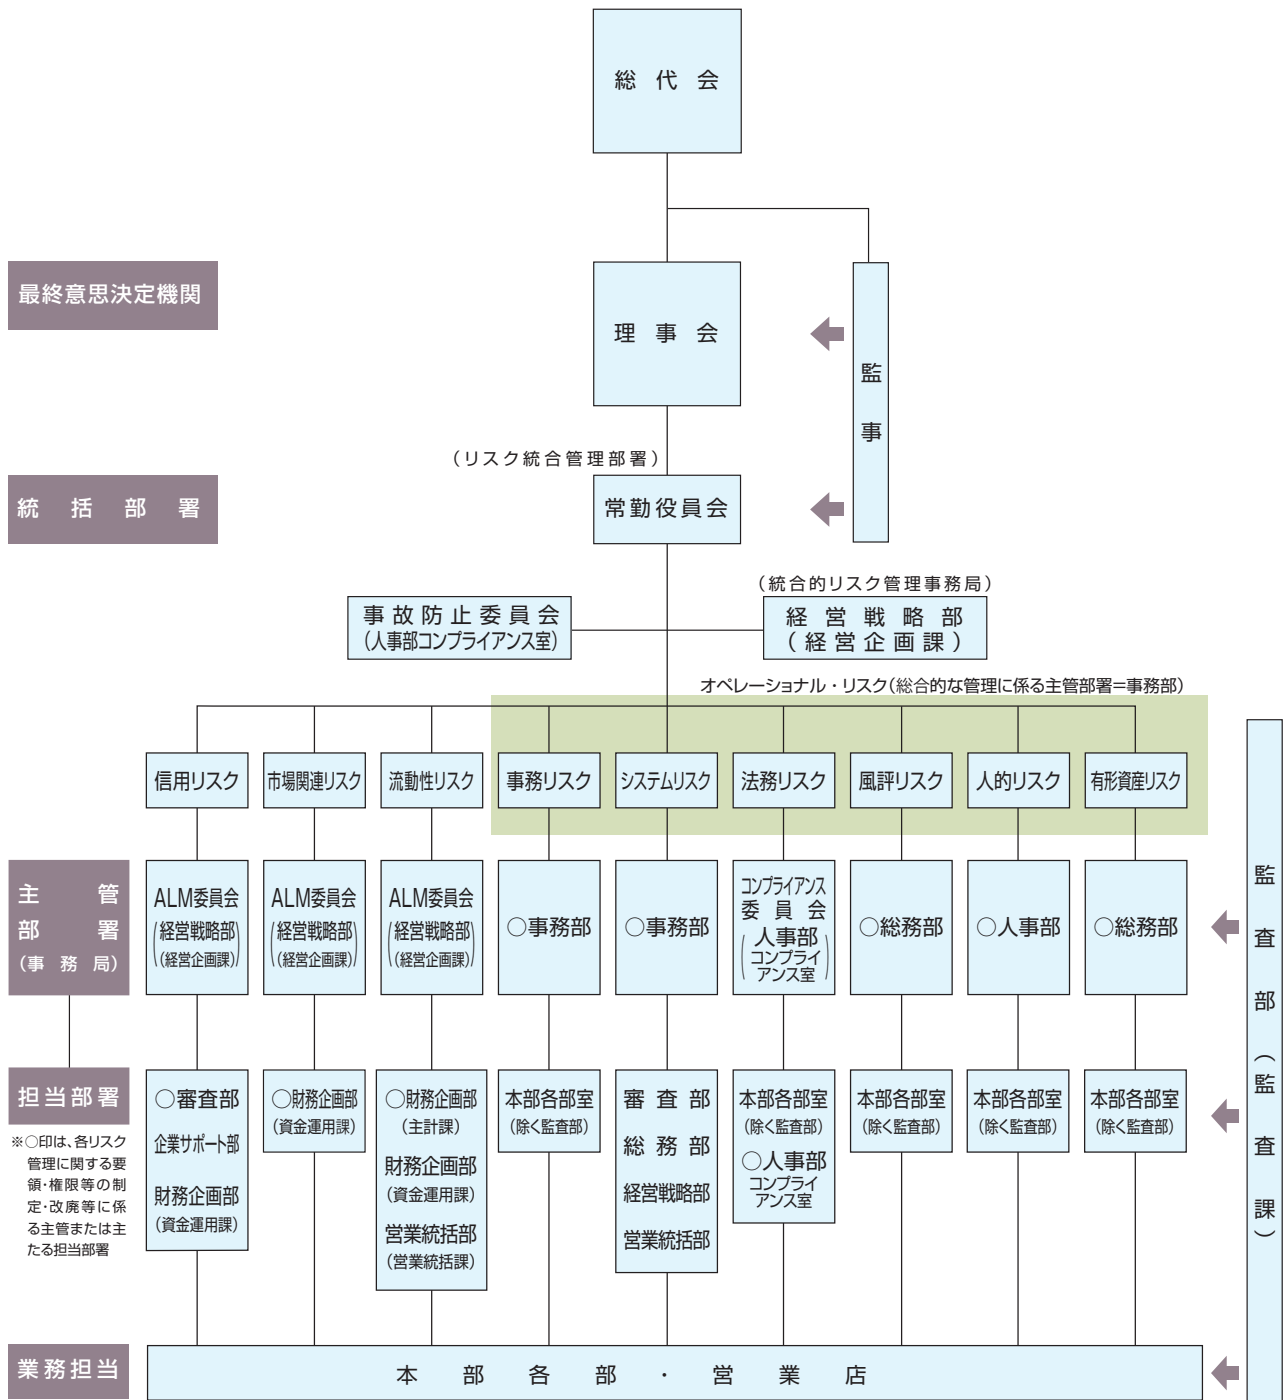 総代会
最終意思決定機関
理事会
監事
（リスク統合管理部署）
統括部署
常勤役員会
（統合的リスク管理事務局）
事故防止委員会
（人事部コンプライアンス室）
経営戦略部
（経営企画課）
オペレーショナル・リスク（総合的な管理に係る主管部署＝事務部）
信用リスク
市場関連リスク
流動性リスク
事務リスク
システムリスク
法務リスク
風評リスク
人的リスク
有形資産リスク
主管
部署
（事務局）
ALM委員会
（経営戦略部
（経営企画課））
ALM委員会
（経営戦略部
（経営企画課））
ALM委員会
（経営戦略部
（経営企画課））
○事務部
○事務部
コンプライアンス
委員会
（人事部
コンプライ
アンス室）
○総務部
○人事部
○総務部
担当部署
※○印は、各リスク
管理に関する要
領・権限等の制
定・改廃等に係
る主管または主
たる担当部署
○審査部
企業サポート部
財務企画部
（資金運用課）
○財務企画部
（資金運用課）
○財務企画部
（主計課）
財務企画部
（資金運用課）
営業統括部
（営業統括課）
本部各部室
（除く監査部）
審査部
総務部
経営戦略部
営業統括部
本部各部室
（除く監査部）
○人事部
コンプライ
アンス室
本部各部室
（除く監査部）
本部各部室
（除く監査部）
本部各部室
（除く監査部）
監査部（監査課）
業務担当
本部各部・営業店